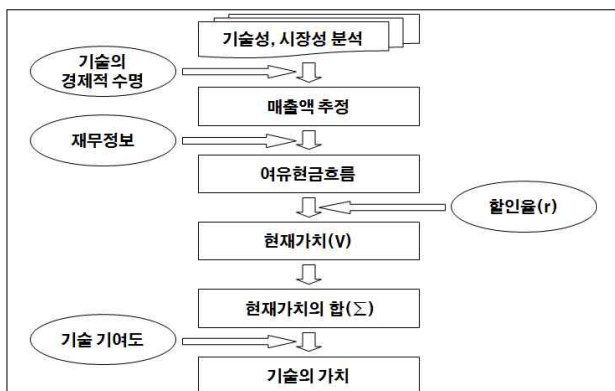 기술성, 시장성 분석
기술의
경제적 수명
매출액 추정
재무정보
여유현금흐름
할인율(r)
현재가치(V)
현재가치의 합(∑)
기술 기여도
기술의 가치